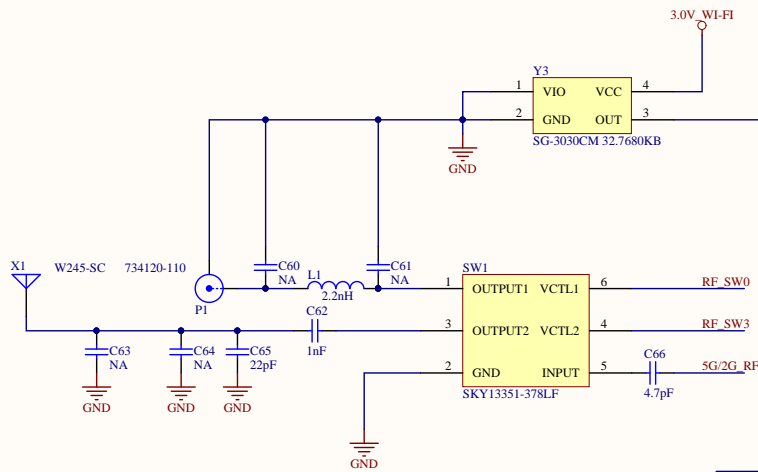 3.0V_WI-FI
Y3
1 VIO VCC 4
2 GND OUT 3
SG-3030CM 32.7680KB
GND
X1 W245-SC 734120-110
C60
NA
L1
2.2nH
C61
NA
P1
SW1
1 OUTPUT1 VCTL1 6 RF_SW0
C62
1nF
3 OUTPUT2 VCTL2 4 RF_SW3
C63
NA
C64
NA
C65
22pF
2 GND INPUT 5 C66 5G/2G_RF
4.7pF
SKY13351-378LF
GND
GND
GND
GND